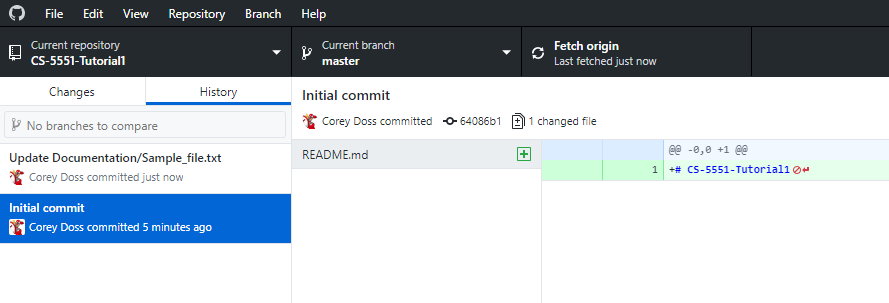 File Edit View Repository Branch Help
Current repository
CS-5551-Tutorial1
Current branch
master
Fetch origin
Last fetched just now
Changes
History
No branches to compare
Update Documentation/Sample_file.txt
Corey Doss committed just now
Initial commit
Corey Doss committed 5 minutes ago
Initial commit
Corey Doss committed 64086b1 1 changed file
README.md
@@ -0,0 +1 @@
1 +# CS-5551-Tutorial1